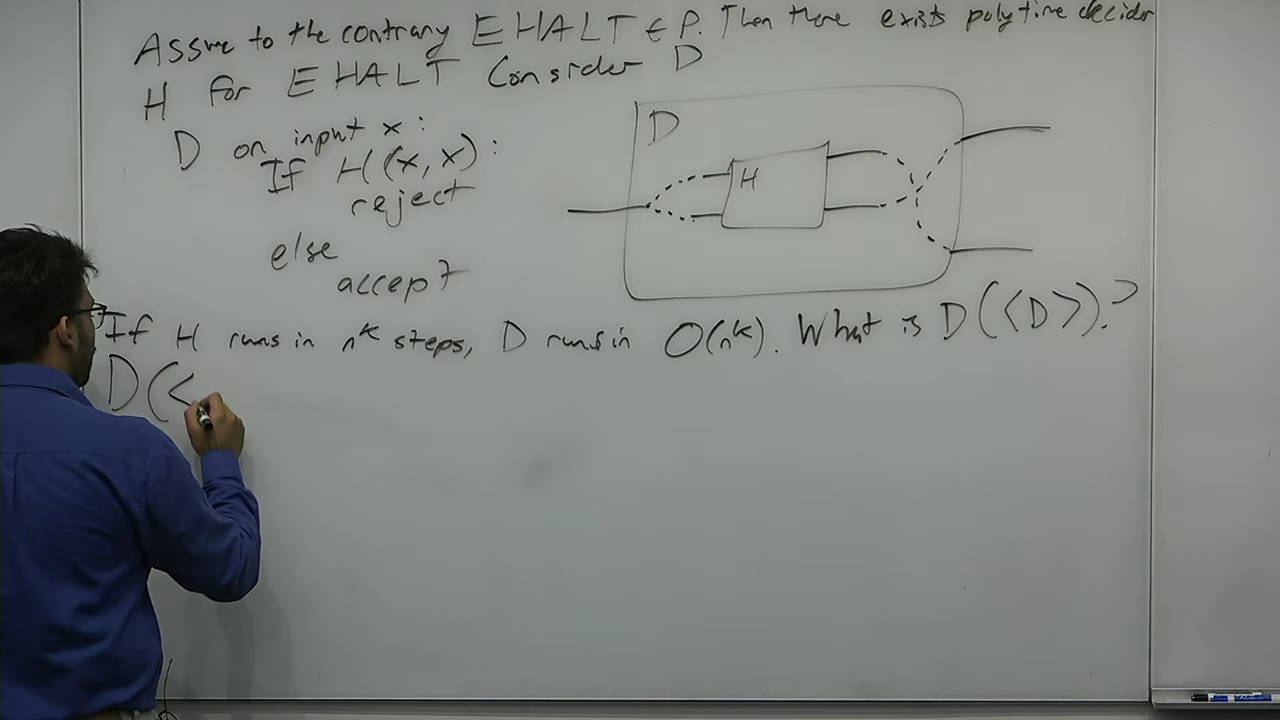 Assme to the contrary EHALT ∈ P. Then there exists polytime decider
H for EHALT Consider D
D on input x:
If H(x,x):
reject
else
accept
D
H
If H runs in n^k steps, D runs in O(n^k). What is D(<D>)?
D(<